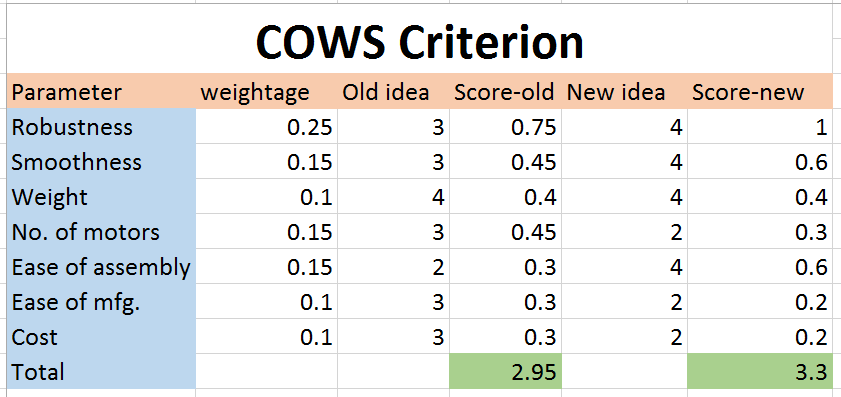 COWS Criterion
Parameter weightage Old idea Score-old New idea Score-new
Robustness 0.25 3 0.75 4 1
Smoothness 0.15 3 0.45 4 0.6
Weight 0.1 4 0.4 4 0.4
No. of motors 0.15 3 0.45 2 0.3
Ease of assembly 0.15 2 0.3 4 0.6
Ease of mfg. 0.1 3 0.3 2 0.2
Cost 0.1 3 0.3 2 0.2
Total 2.95 3.3